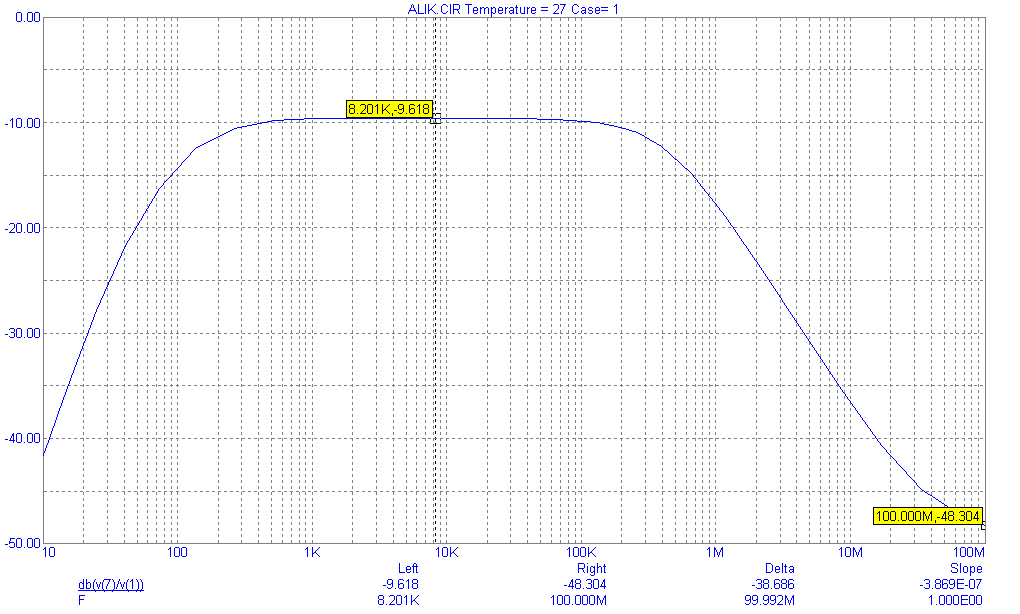 ALIK.CIR Temperature = 27 Case= 1
0.00
8.201K,-9.618
-10.00
-20.00
-30.00
-40.00
100.000M,-48.304
-50.00
10 100 1K 10K 100K 1M 10M 100M
Left Right Delta Slope
db(v(7)/v(1)) -9.618 -48.304 -38.686 -3.869E-07
F 8.201K 100.000M 99.992M 1.000E00